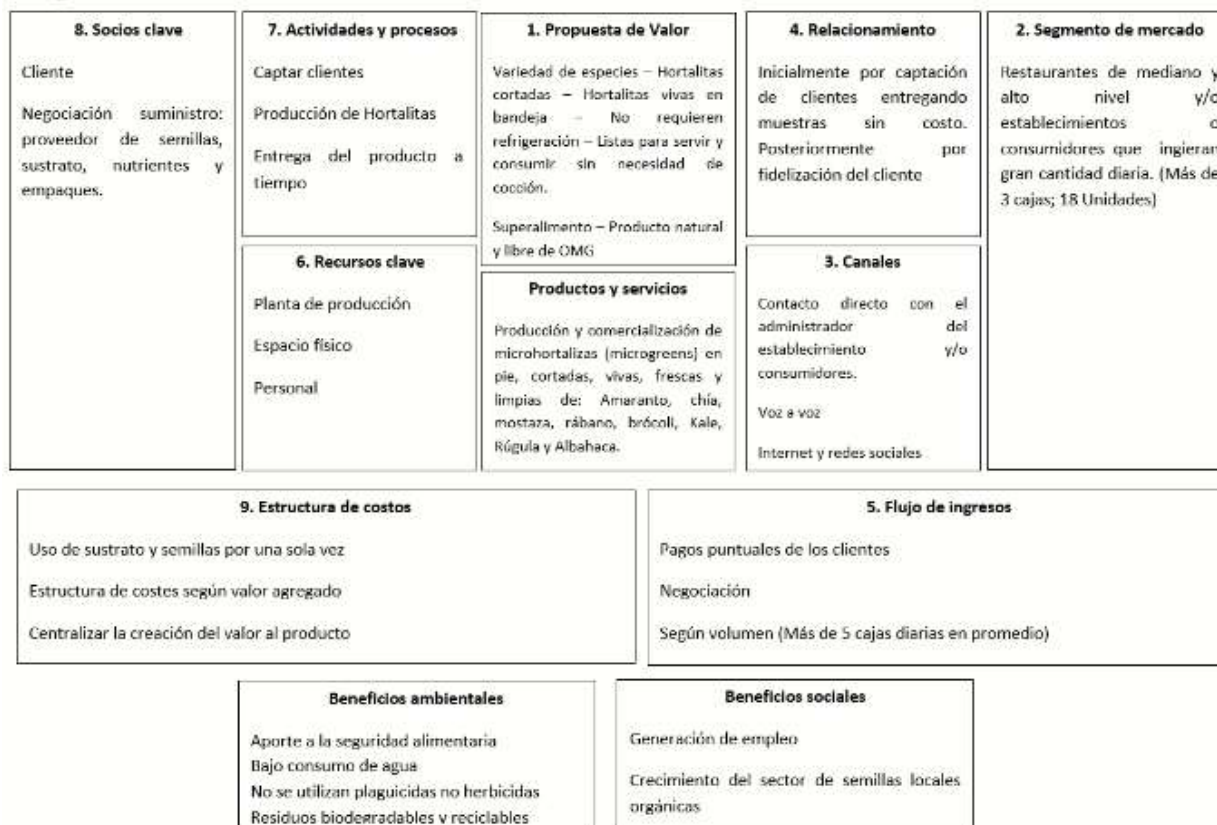 8. Socios clave
Cliente
Negociación suministro:
proveedor de semillas,
sustrato, nutrientes y
empaques.
7. Actividades y procesos
Captar clientes
Producción de Hortalitas
Entrega del producto a
tiempo
6. Recursos clave
Planta de producción
Espacio físico
Personal
1. Propuesta de Valor
Variedad de especies – Hortalitas
cortadas – Hortalitas vivas en
bandeja – No requieren
refrigeración – Listas para servir y
consumir sin necesidad de
cocción.
Superalimento – Producto natural
y libre de OMG
Productos y servicios
Producción y comercialización de
microhortalizas (microgreens) en
pie, cortadas, vivas, frescas y
limpias de: Amaranto, chía,
mostaza, rábano, brócoli, Kale,
Rúgula y Albahaca.
4. Relacionamiento
Inicialmente por captación
de clientes entregando
muestras sin costo.
Posteriormente por
fidelización del cliente
3. Canales
Contacto directo con el
administrador del
establecimiento y/o
consumidores.
Voz a voz
Internet y redes sociales
2. Segmento de mercado
Restaurantes de mediano y
alto nivel y/o
establecimientos o
consumidores que ingieran
gran cantidad diaria. (Más de
3 cajas; 18 Unidades)
9. Estructura de costos
Uso de sustrato y semillas por una sola vez
Estructura de costes según valor agregado
Centralizar la creación del valor al producto
5. Flujo de ingresos
Pagos puntuales de los clientes
Negociación
Según volumen (Más de 5 cajas diarias en promedio)
Beneficios ambientales
Aporte a la seguridad alimentaria
Bajo consumo de agua
No se utilizan plaguicidas no herbicidas
Residuos biodegradables y reciclables
Beneficios sociales
Generación de empleo
Crecimiento del sector de semillas locales
orgánicas